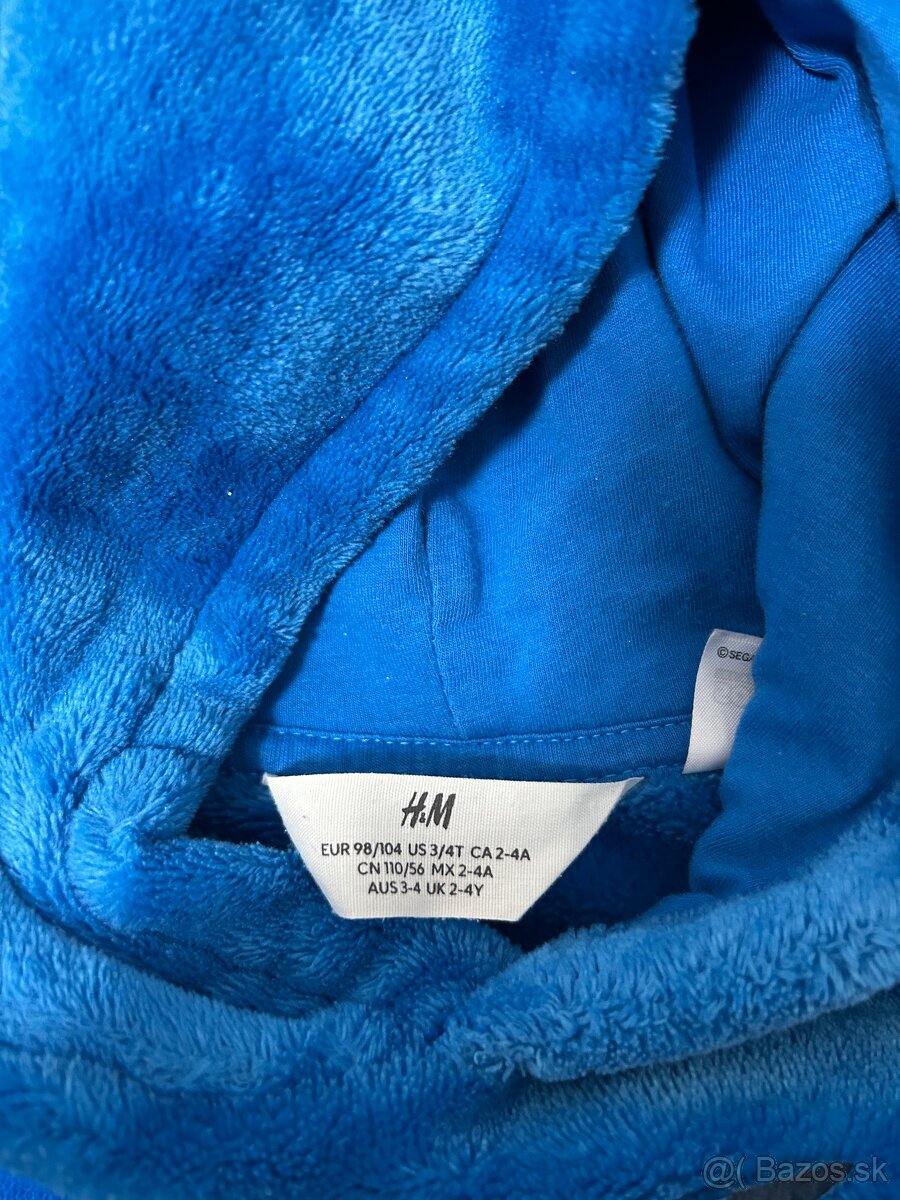 ©SEGA
H&M
EUR 98/104 US 3/4T CA 2-4A
CN 110/56 MX 2-4A
AUS 3-4 UK 2-4Y
@( Bazos.sk